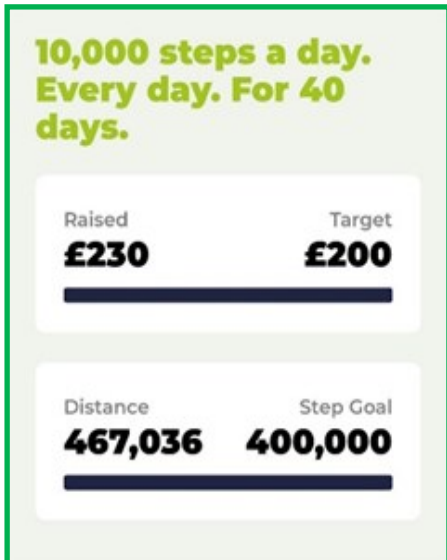 10,000 steps a day.
Every day. For 40
days.
Raised Target
£230 £200
Distance Step Goal
467,036 400,000